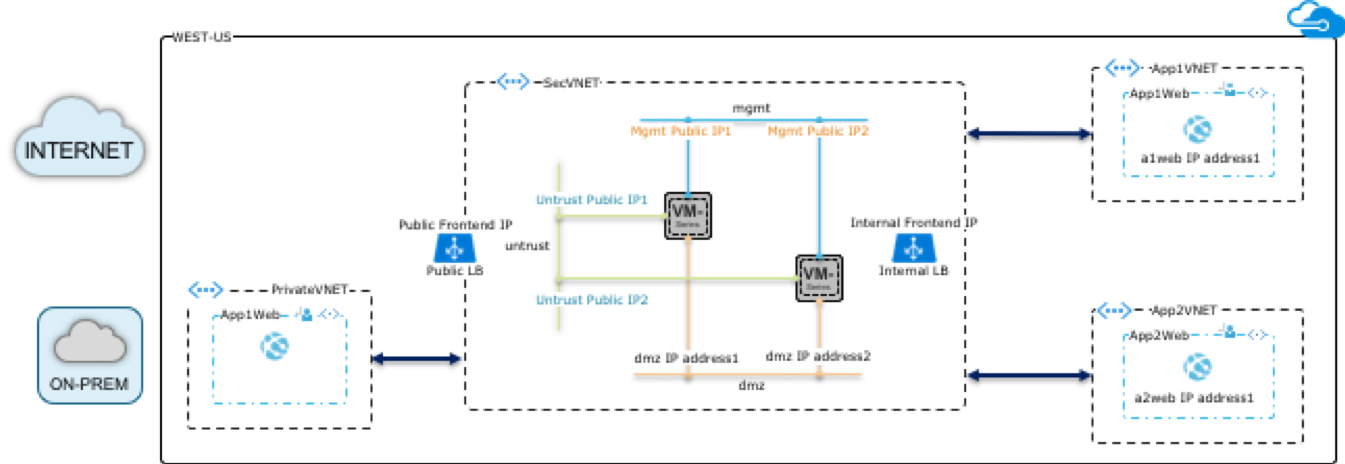 WEST-US
INTERNET
ON-PREM
PrivateVNET
App1Web
SecVNET
mgmt
Mgmt Public IP1
Mgmt Public IP2
Untrust Public IP1
VM-
Series
Public Frontend IP
Public LB
untrust
Internal Frontend IP
Internal LB
VM-
Series
Untrust Public IP2
dmz IP address1
dmz IP address2
dmz
App1VNET
App1Web
a1web IP address1
App2VNET
App2Web
a2web IP address1